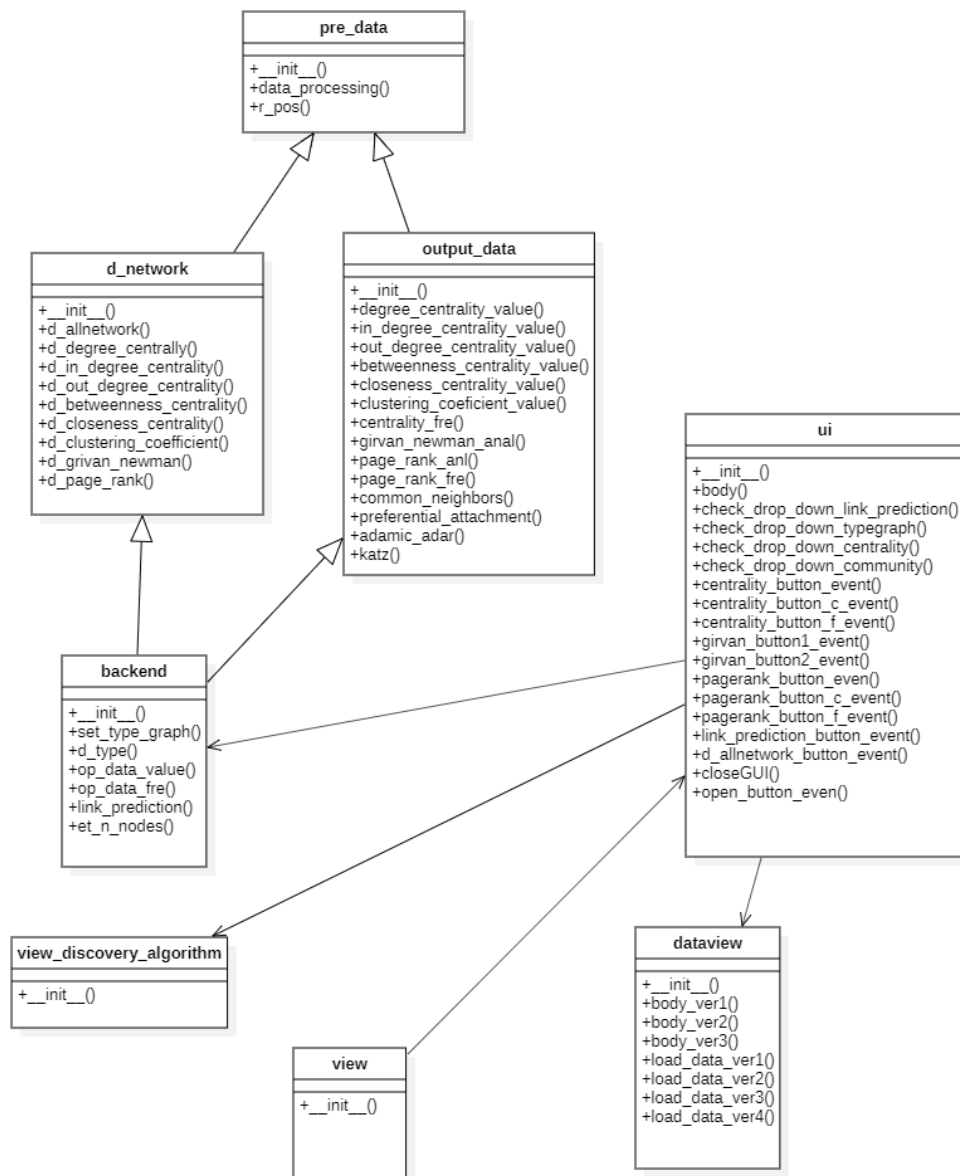 pre_data
+__init__()
+data_processing()
+r_pos()
d_network
+__init__()
+d_allnetwork()
+d_degree_centrally()
+d_in_degree_centrality()
+d_out_degree_centrality()
+d_betweenness_centrality()
+d_closeness_centrality()
+d_clustering_coefficient()
+d_grivan_newman()
+d_page_rank()
output_data
+__init__()
+degree_centrality_value()
+in_degree_centrality_value()
+out_degree_centrality_value()
+betweenness_centrality_value()
+closeness_centrality_value()
+clustering_coeficient_value()
+centrality_fre()
+girvan_newman_anal()
+page_rank_anl()
+page_rank_fre()
+common_neighbors()
+preferential_attachment()
+adamic_adar()
+katz()
ui
+__init__()
+body()
+check_drop_down_link_prediction()
+check_drop_down_typegraph()
+check_drop_down_centrality()
+check_drop_down_community()
+centrality_button_event()
+centrality_button_c_event()
+centrality_button_f_event()
+girvan_button1_event()
+girvan_button2_event()
+pagerank_button_even()
+pagerank_button_c_event()
+pagerank_button_f_event()
+link_prediction_button_event()
+d_allnetwork_button_event()
+closeGUI()
+open_button_even()
backend
+__init__()
+set_type_graph()
+d_type()
+op_data_value()
+op_data_fre()
+link_prediction()
+et_n_nodes()
view_discovery_algorithm
+__init__()
view
+__init__()
dataview
+__init__()
+body_ver1()
+body_ver2()
+body_ver3()
+load_data_ver1()
+load_data_ver2()
+load_data_ver3()
+load_data_ver4()